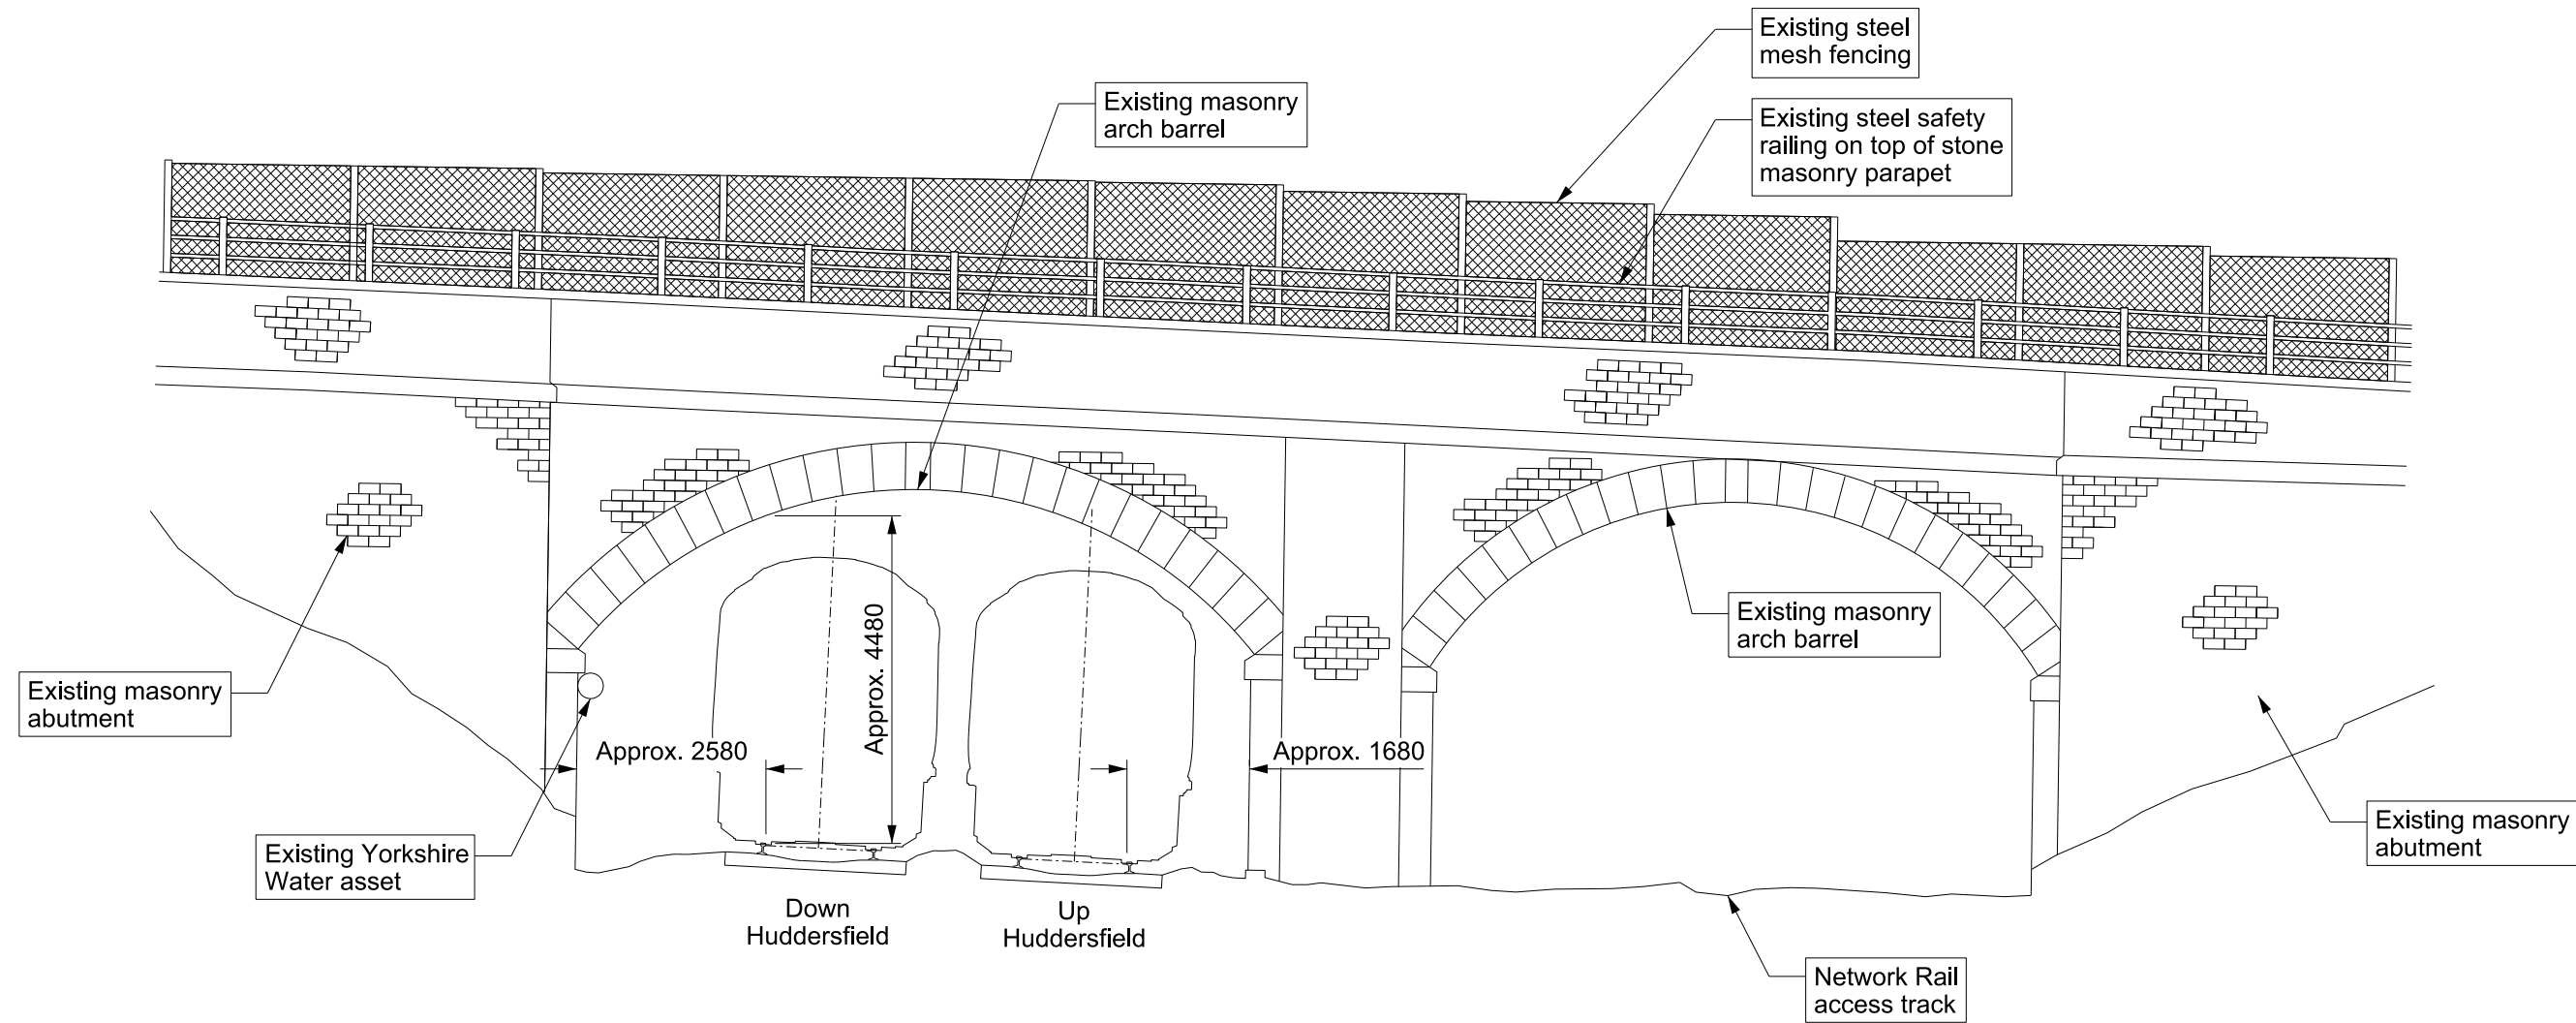 Existing steel
mesh fencing
Existing masonry
arch barrel
Existing steel safety
railing on top of stone
masonry parapet
Approx. 4480
Existing masonry
arch barrel
Existing masonry
abutment
Approx. 2580
Approx. 1680
Existing Yorkshire
Water asset
Existing masonry
abutment
Down
Huddersfield
Up
Huddersfield
Network Rail
access track